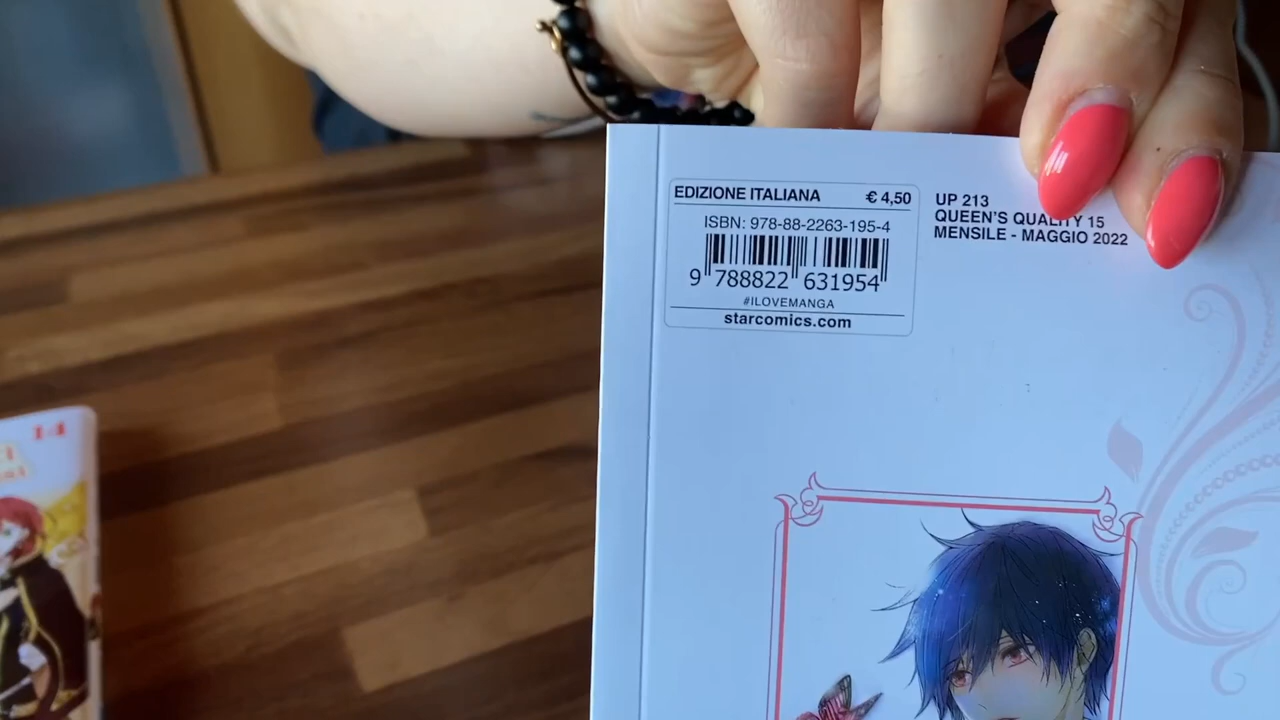 EDIZIONE ITALIANA € 4,50
ISBN: 978-88-2263-195-4
9 788822 631954
#ILOVEMANGA
starcomics.com
UP 213
QUEEN'S QUALITY 15
MENSILE - MAGGIO 2022
14